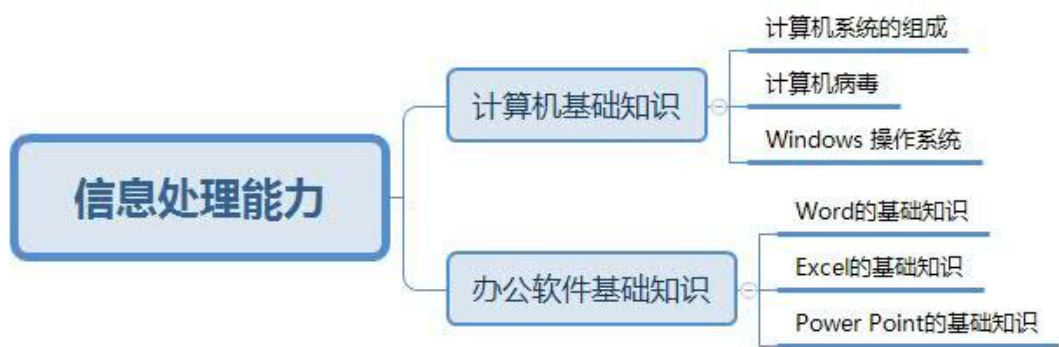 信息处理能力
计算机基础知识
计算机系统的组成
计算机病毒
Windows 操作系统
办公软件基础知识
Word的基础知识
Excel的基础知识
Power Point的基础知识